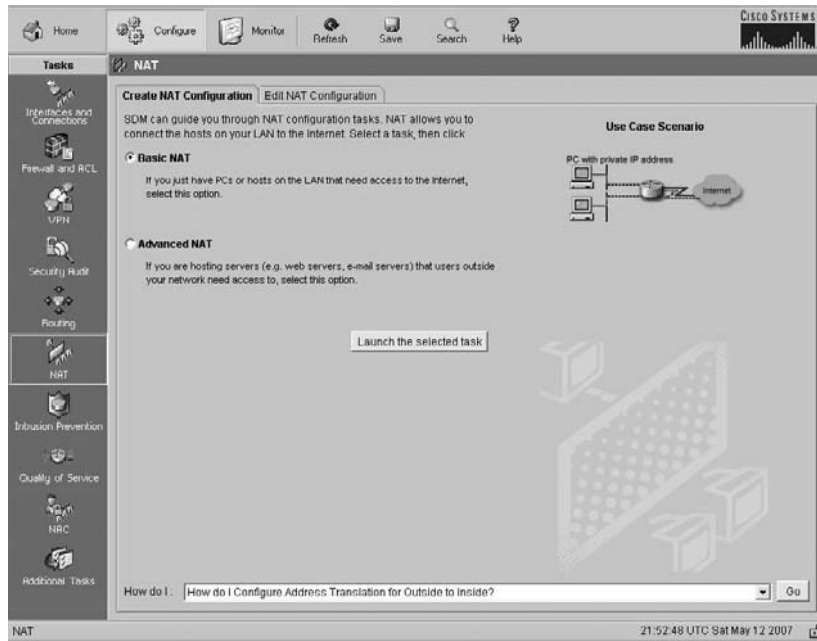 Home
Configure
Monitor
Refresh
Save
Search
Help
CISCO SYSTEMS
Tasks
NAT
Interfaces and
Connections
Firewall and ACL
VPN
Security Audit
Routing
NAT
Intrusion Prevention
Quality of Service
NAC
Additional Tasks
Create NAT Configuration
Edit NAT Configuration
SDM can guide you through NAT configuration tasks. NAT allows you to
connect the hosts on your LAN to the Internet. Select a task, then click
Basic NAT
If you just have PCs or hosts on the LAN that need access to the Internet,
select this option.
Advanced NAT
If you are hosting servers (e.g. web servers, e-mail servers) that users outside
your network need access to, select this option.
Launch the selected task
Use Case Scenario
PC with private IP address
Internet
How do I :
How do I Configure Address Translation for Outside to Inside?
Go
NAT
21:52:48 UTC Sat May 12 2007